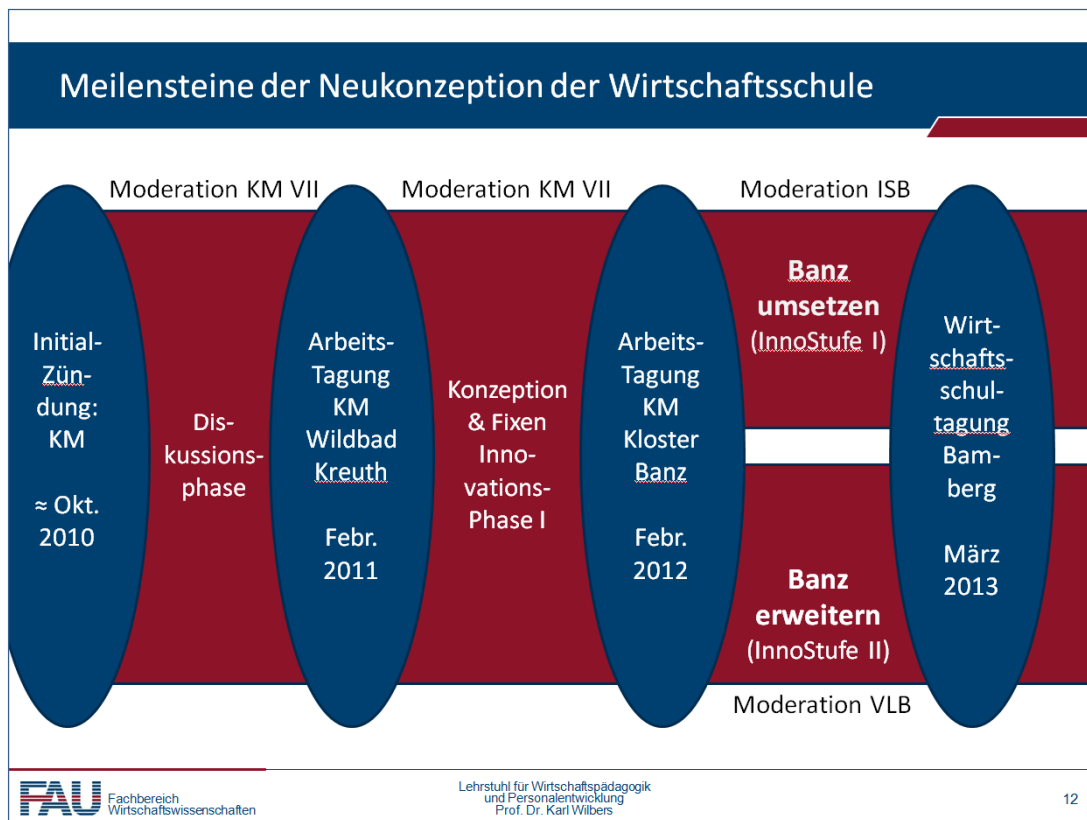 Meilensteine der Neukonzeption der Wirtschaftsschule
Moderation KM VII
Moderation KM VII
Moderation ISB
Initial-
Zün-
dung:
KM
≈ Okt.
2010
Dis-
kussions-
phase
Arbeits-
Tagung
KM
Wildbad
Kreuth
Febr.
2011
Konzeption
& Fixen
Inno-
vations-
Phase I
Arbeits-
Tagung
KM
Kloster
Banz
Febr.
2012
Banz
umsetzen
(InnoStufe I)
Banz
erweitern
(InnoStufe II)
Wirt-
schafts-
schul-
tagung
Bam-
berg
März
2013
Moderation VLB
FAU
Fachbereich
Wirtschaftswissenschaften
Lehrstuhl für Wirtschaftspädagogik
und Personalentwicklung
Prof. Dr. Karl Wilbers
12